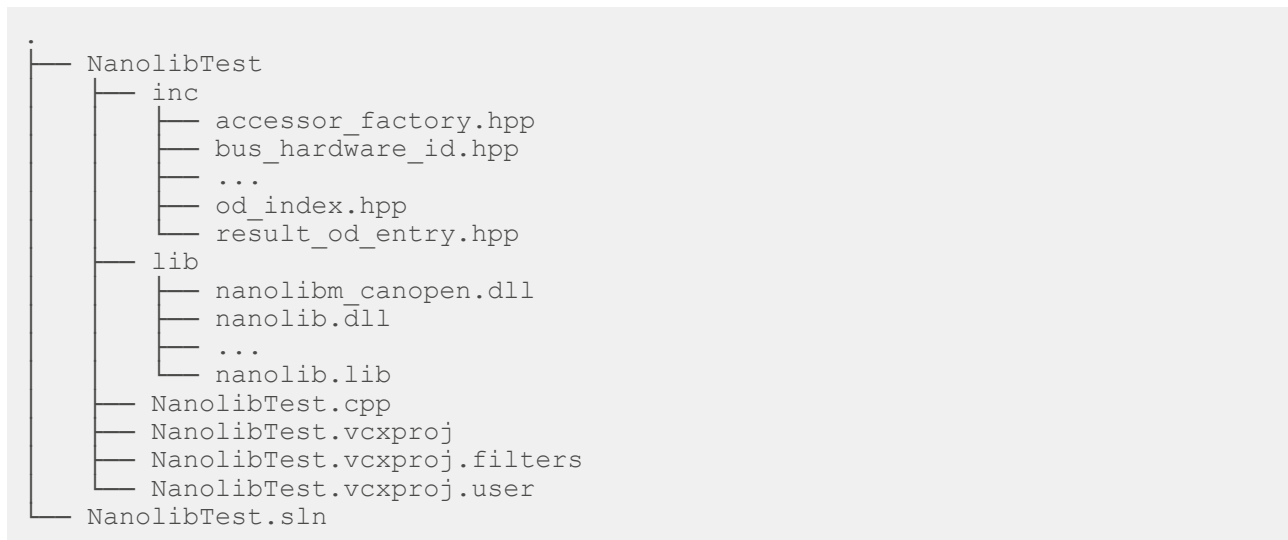 .
├── NanolibTest
│   ├── inc
│   │   ├── accessor_factory.hpp
│   │   ├── bus_hardware_id.hpp
│   │   ├── ...
│   │   ├── od_index.hpp
│   │   └── result_od_entry.hpp
│   ├── lib
│   │   ├── nanolibm_canopen.dll
│   │   ├── nanolib.dll
│   │   ├── ...
│   │   └── nanolib.lib
│   ├── NanolibTest.cpp
│   ├── NanolibTest.vcxproj
│   ├── NanolibTest.vcxproj.filters
│   └── NanolibTest.vcxproj.user
└── NanolibTest.sln